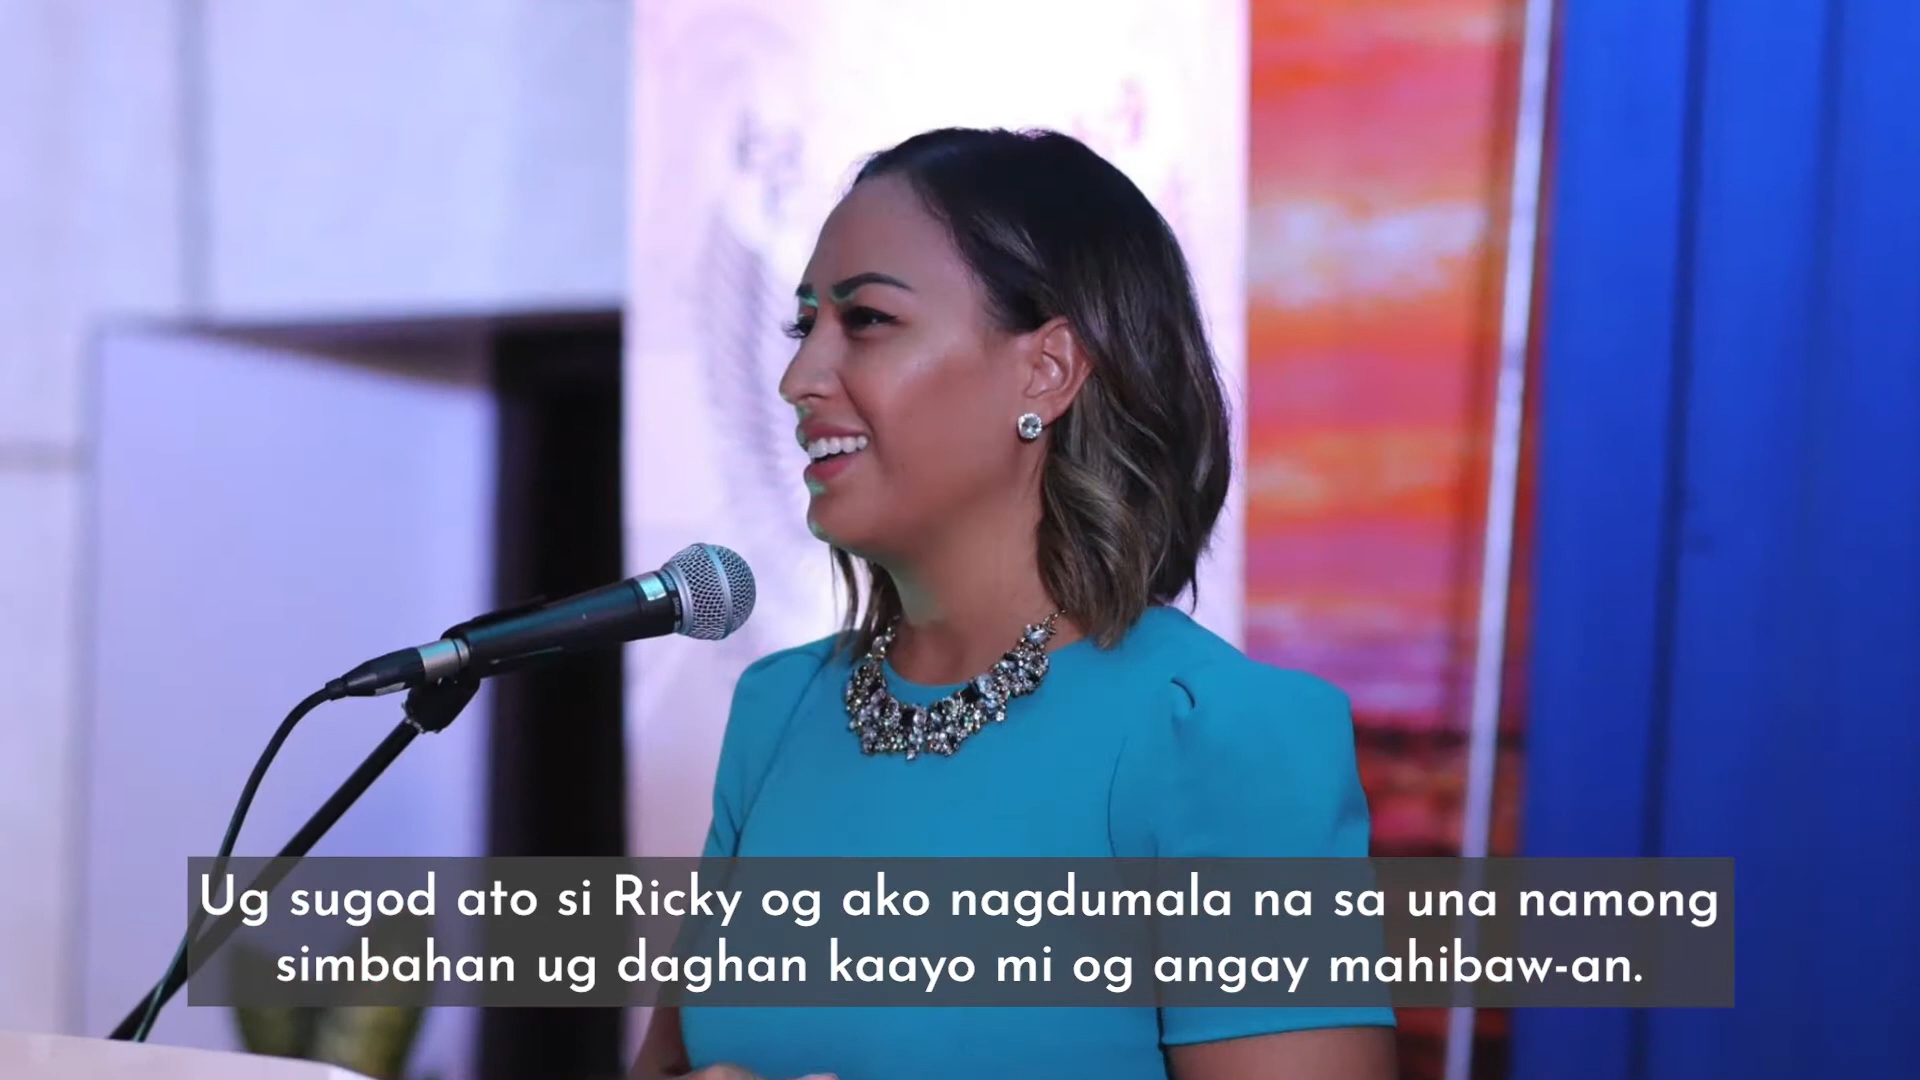 Ug sugod ato si Ricky og ako nagdumala na sa una namong
simbahan ug daghan kaayo mi og angay mahibaw-an.